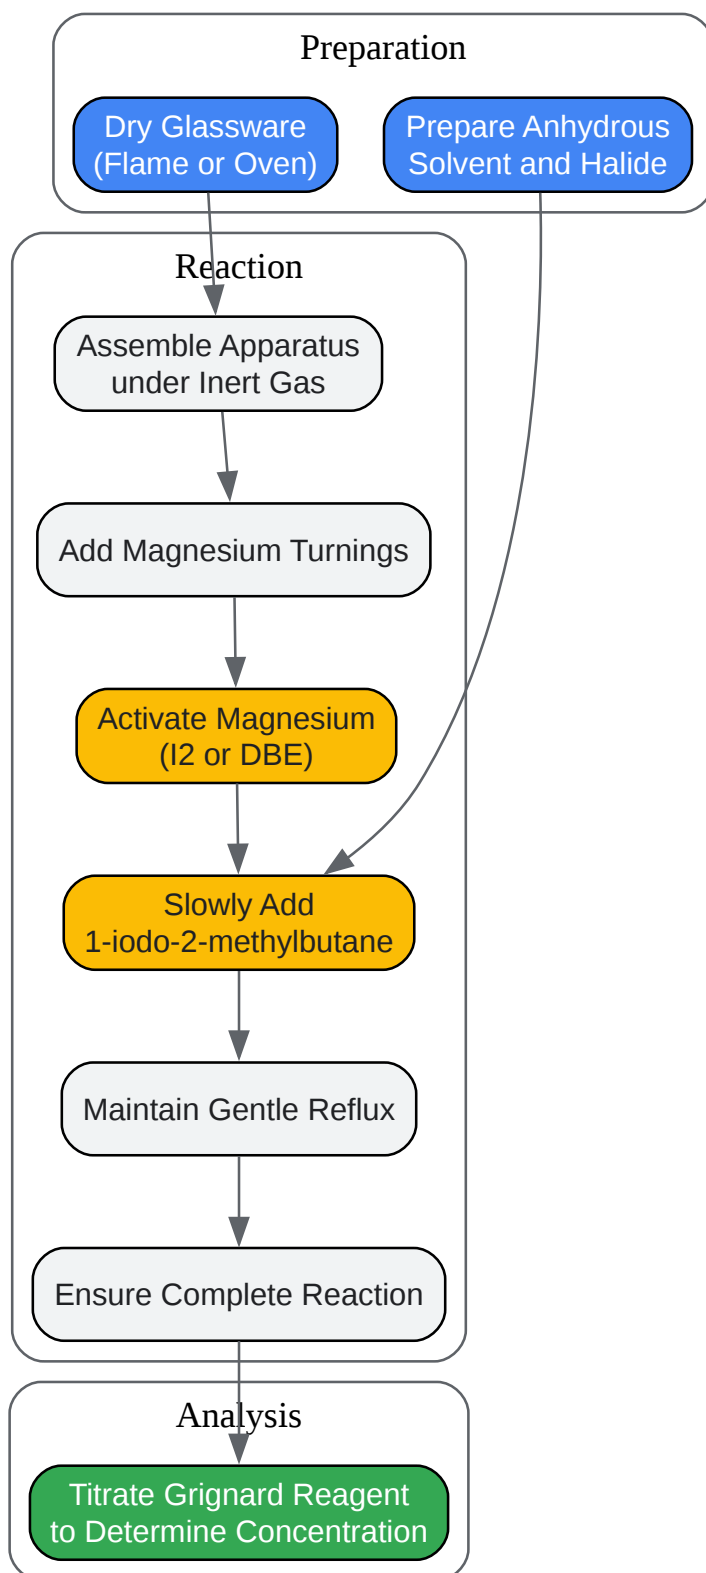 Preparation
Dry Glassware
(Flame or Oven)
Prepare Anhydrous
Solvent and Halide
Reaction
Assemble Apparatus
under Inert Gas
Add Magnesium Turnings
Activate Magnesium
(I2 or DBE)
Slowly Add
1-iodo-2-methylbutane
Maintain Gentle Reflux
Ensure Complete Reaction
Analysis
Titrate Grignard Reagent
to Determine Concentration